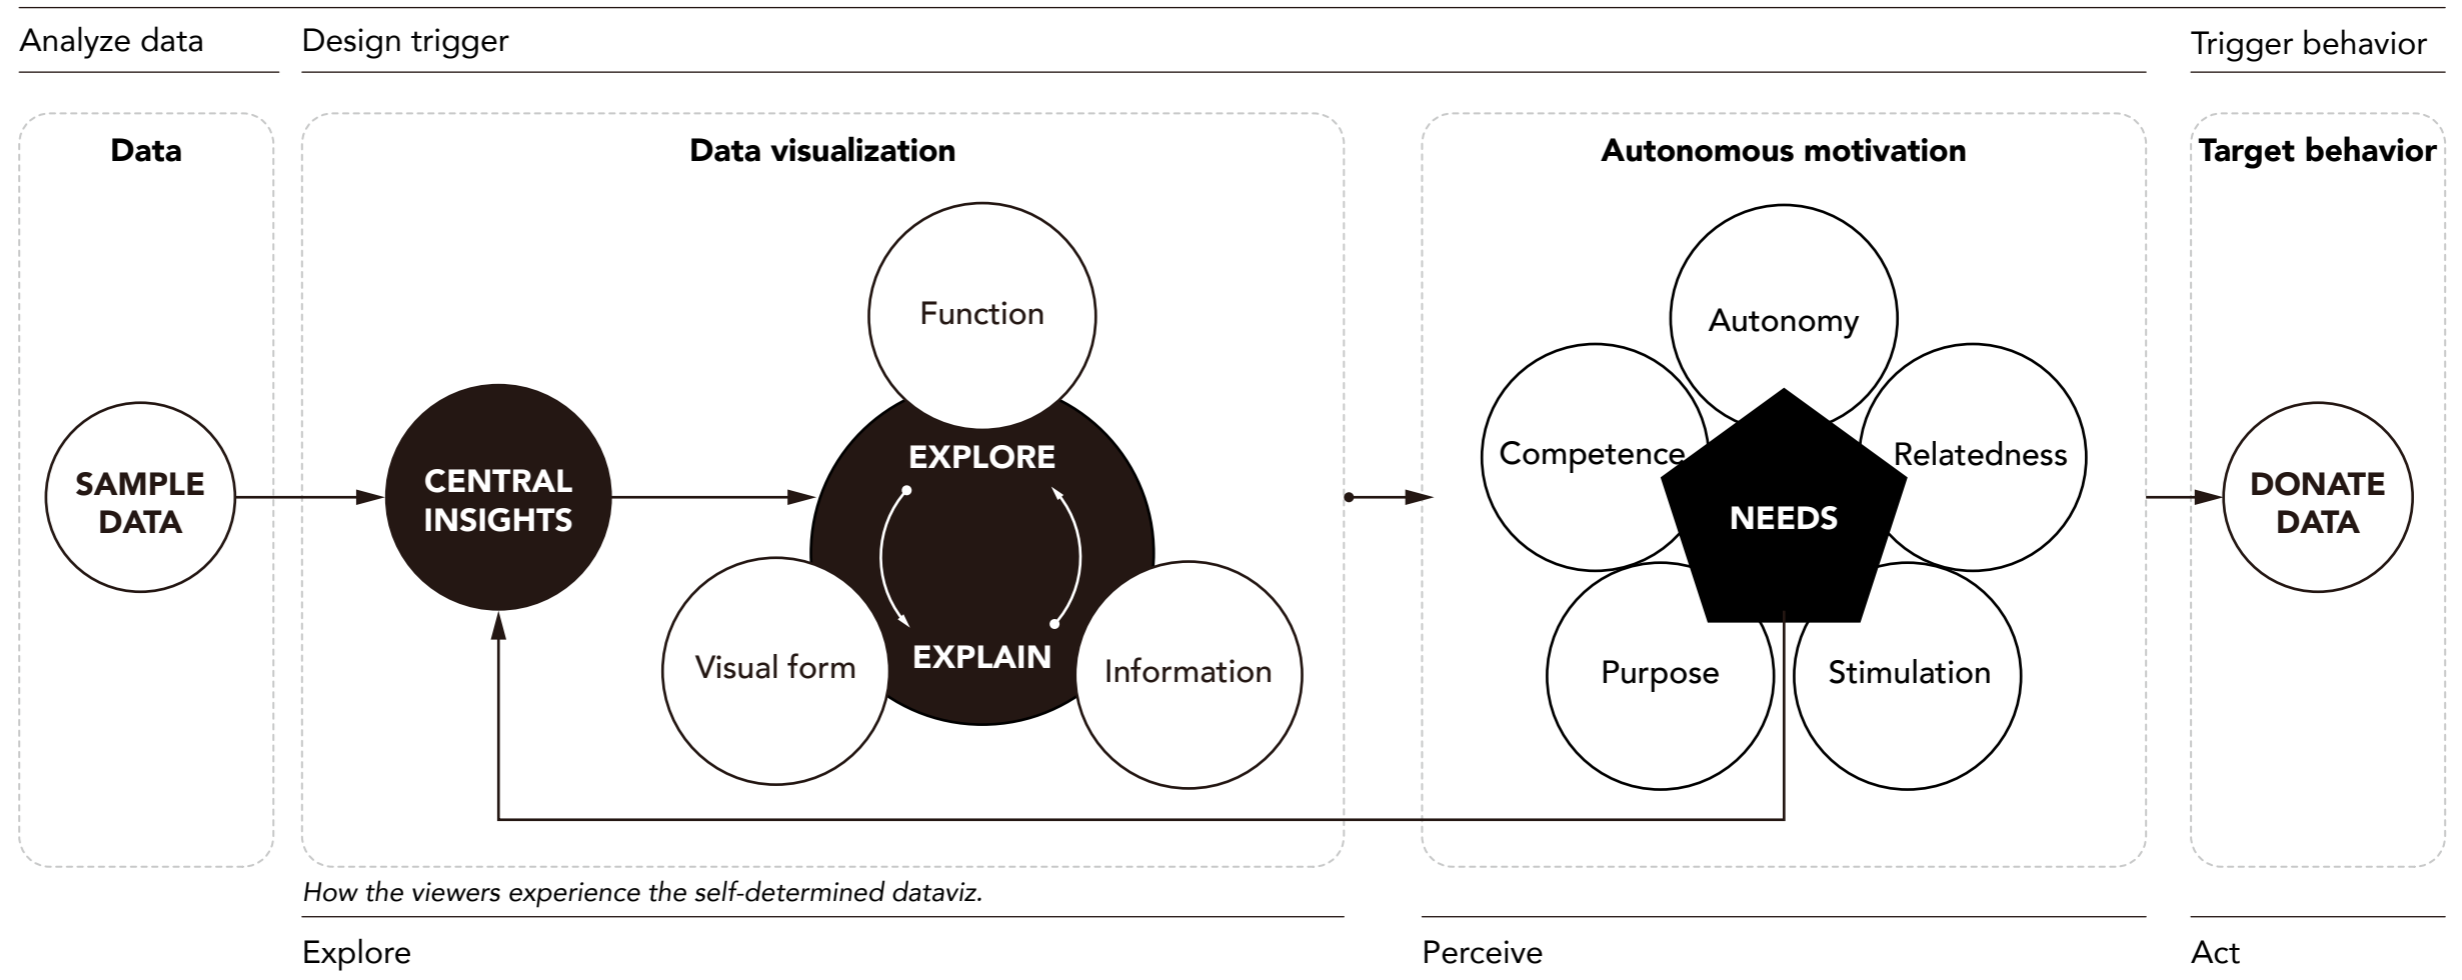 Analyze data
Design trigger
Trigger behavior
Data
Data visualization
Autonomous motivation
Target behavior
SAMPLE
DATA
CENTRAL
INSIGHTS
Function
EXPLORE
EXPLAIN
Visual form
Information
Autonomy
Competence
Relatedness
NEEDS
Purpose
Stimulation
DONATE
DATA
How the viewers experience the self-determined dataviz.
Explore
Perceive
Act